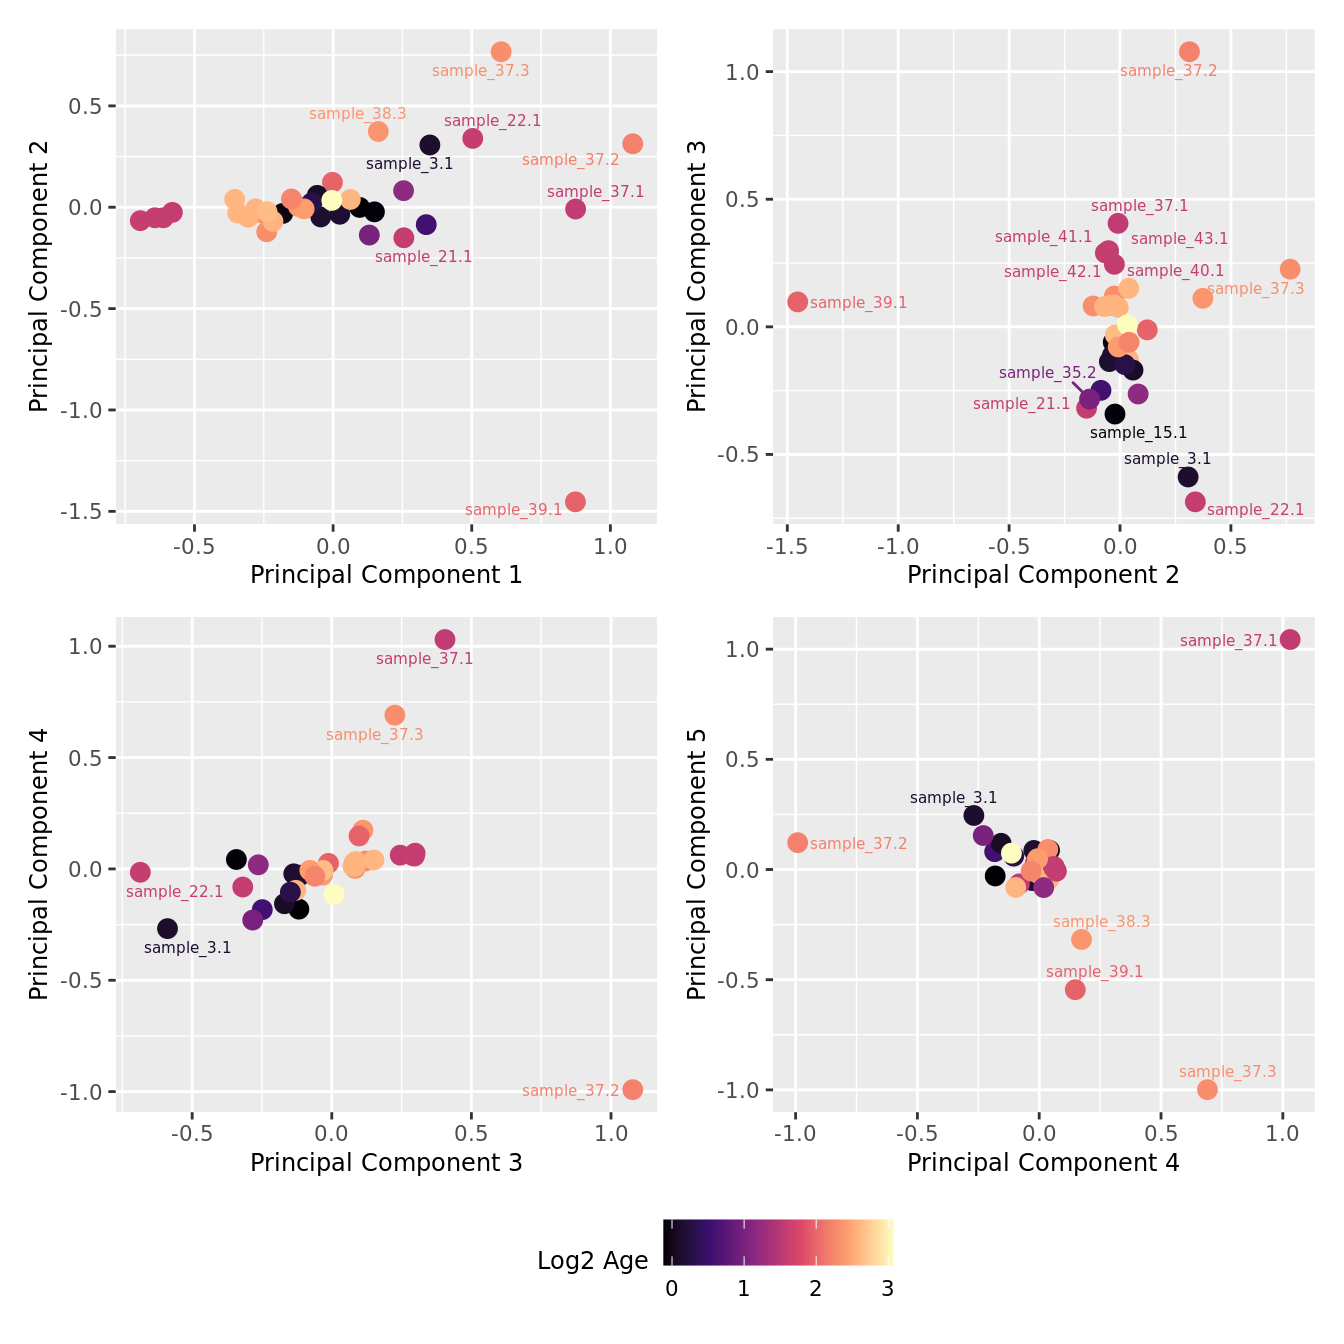 Principal Component 2
0.5
0.0
-0.5
-1.0
-1.5
sample_37.3
sample_38.3
sample_22.1
sample_3.1
sample_37.2
sample_37.1
sample_21.1
sample_39.1
-0.5 0.0 0.5 1.0
Principal Component 1
Principal Component 3
1.0
0.5
0.0
-0.5
sample_37.2
sample_37.1
sample_41.1
sample_43.1
sample_42.1
sample_40.1
sample_37.3
sample_39.1
sample_35.2
sample_21.1
sample_15.1
sample_3.1
sample_22.1
-1.5 -1.0 -0.5 0.0 0.5
Principal Component 2
Principal Component 4
1.0
0.5
0.0
-0.5
-1.0
sample_37.1
sample_37.3
sample_22.1
sample_3.1
sample_37.2
-0.5 0.0 0.5 1.0
Principal Component 3
Principal Component 5
1.0
0.5
0.0
-0.5
-1.0
sample_37.1
sample_3.1
sample_37.2
sample_38.3
sample_39.1
sample_37.3
-1.0 -0.5 0.0 0.5 1.0
Principal Component 4
Log2 Age
0 1 2 3